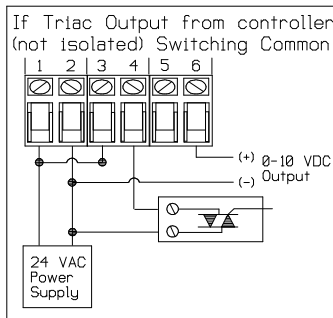 If Triac Output from controller
(not isolated) Switching Common
1 2 3 4 5 6
(+) 0-10 VDC
Output
(-)
24 VAC
Power
Supply